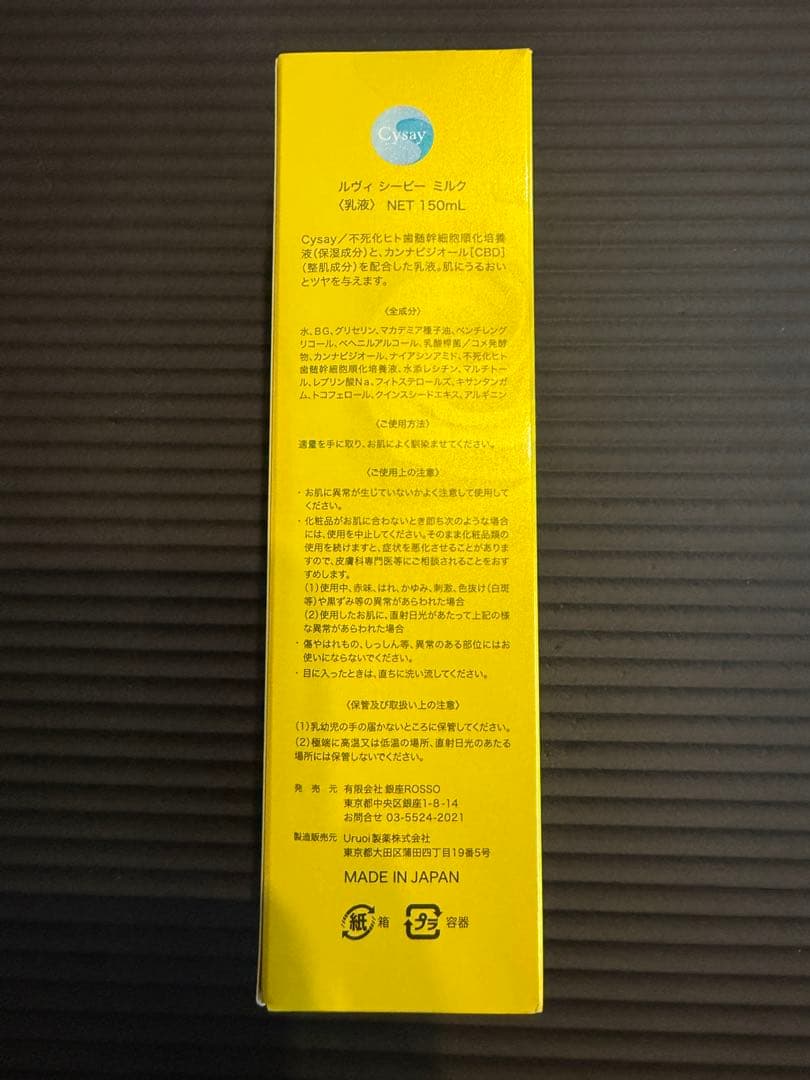 Cysay
ルヴィ シービー ミルク
〈乳液〉 NET 150mL
Cysay／不死化ヒト歯髄幹細胞順化培養
液(保湿成分)と、カンナビジオール[CBD]
(整肌成分)を配合した乳液。肌にうるおい
とツヤを与えます。
〈全成分〉
水、BG、グリセリン、マカデミア種子油、ペンチレング
リコール、ベヘニルアルコール、乳酸桿菌／コメ発酵
物、カンナビジオール、ナイアシンアミド、不死化ヒト
歯髄幹細胞順化培養液、水添レシチン、マルチトー
ル、レブリン酸Na、フィトステロールズ、キサンタンガ
ム、トコフェロール、クインスシードエキス、アルギニン
〈ご使用方法〉
適量を手に取り、お肌によく馴染ませてください。
〈ご使用上の注意〉
・お肌に異常が生じていないかよく注意して使用して
ください。
・化粧品がお肌に合わないとき即ち次のような場合
には、使用を中止してください。そのまま化粧品類の
使用を続けますと、症状を悪化させることがありま
すので、皮膚科専門医等にご相談されることをおす
すめします。
(1)使用中、赤味、はれ、かゆみ、刺激、色抜け(白斑
等)や黒ずみ等の異常があらわれた場合
(2)使用したお肌に、直射日光があたって上記の様
な異常があらわれた場合
・傷やはれもの、しっしん等、異常のある部位にはお
使いにならないでください。
・目に入ったときは、直ちに洗い流してください。
〈保管及び取扱い上の注意〉
(1)乳幼児の手の届かないところに保管してください。
(2)極端に高温又は低温の場所、直射日光のあたる
場所には保管しないでください。
発売元 有限会社 銀座ROSSO
東京都中央区銀座1-8-14
お問合せ 03-5524-2021
製造販売元 Uruoi製薬株式会社
東京都大田区蒲田四丁目19番5号
MADE IN JAPAN
紙 箱 プラ 容器